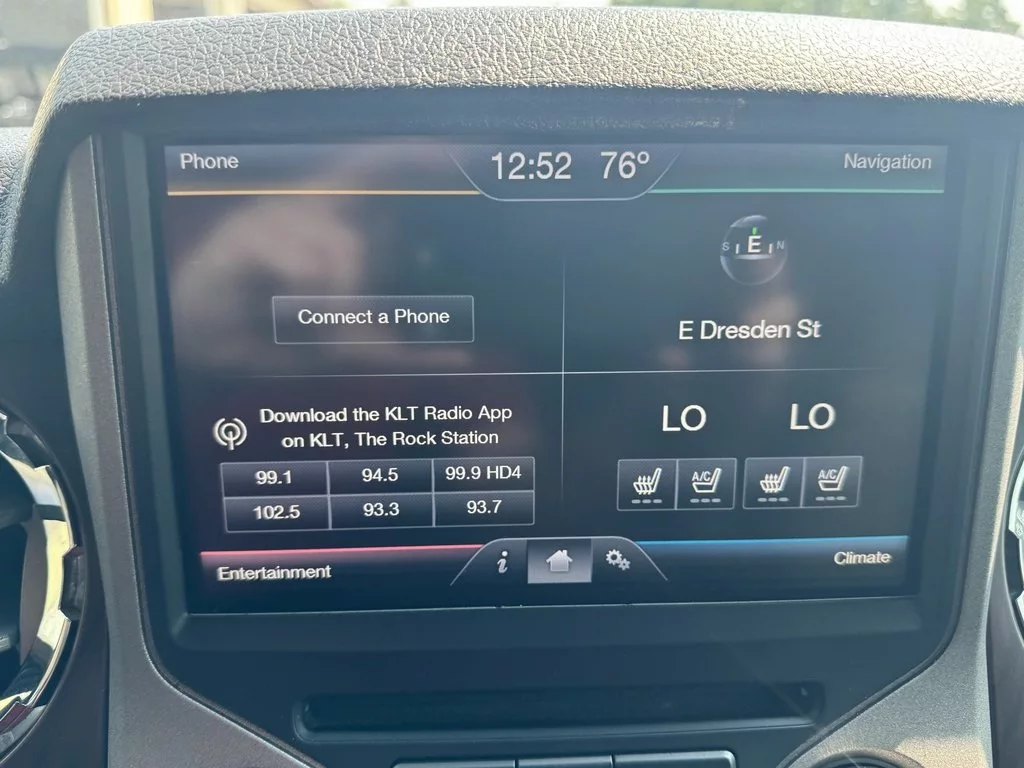 Phone
12:52 76°
Navigation
S E N
Connect a Phone
E Dresden St
Download the KLT Radio App
on KLT, The Rock Station
99.1 94.5 99.9 HD4
102.5 93.3 93.7
LO LO
A/C A/C
Entertainment
i
Climate